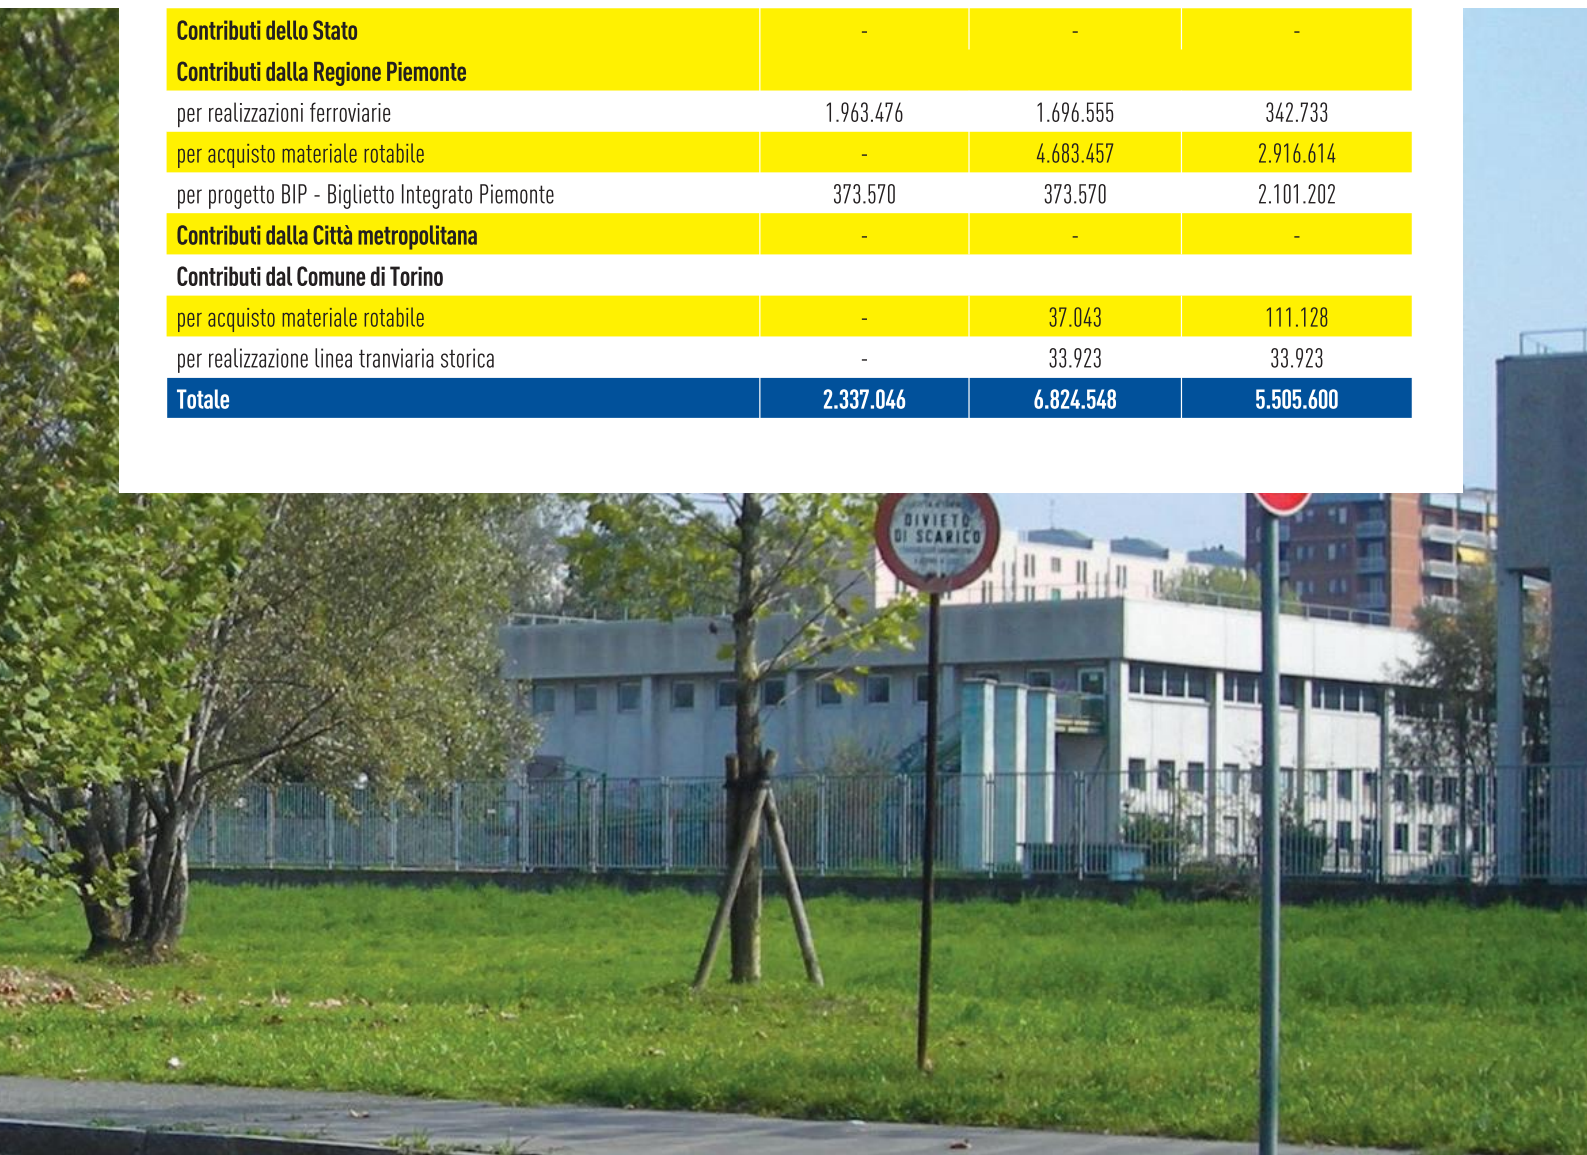 Contributi dello Stato - - -
Contributi dalla Regione Piemonte
per realizzazioni ferroviarie 1.963.476 1.696.555 342.733
per acquisto materiale rotabile - 4.683.457 2.916.614
per progetto BIP - Biglietto Integrato Piemonte 373.570 373.570 2.101.202
Contributi dalla Città metropolitana - - -
Contributi dal Comune di Torino
per acquisto materiale rotabile - 37.043 111.128
per realizzazione linea tranviaria storica - 33.923 33.923
Totale 2.337.046 6.824.548 5.505.600
DIVIETO
DI SCARICO